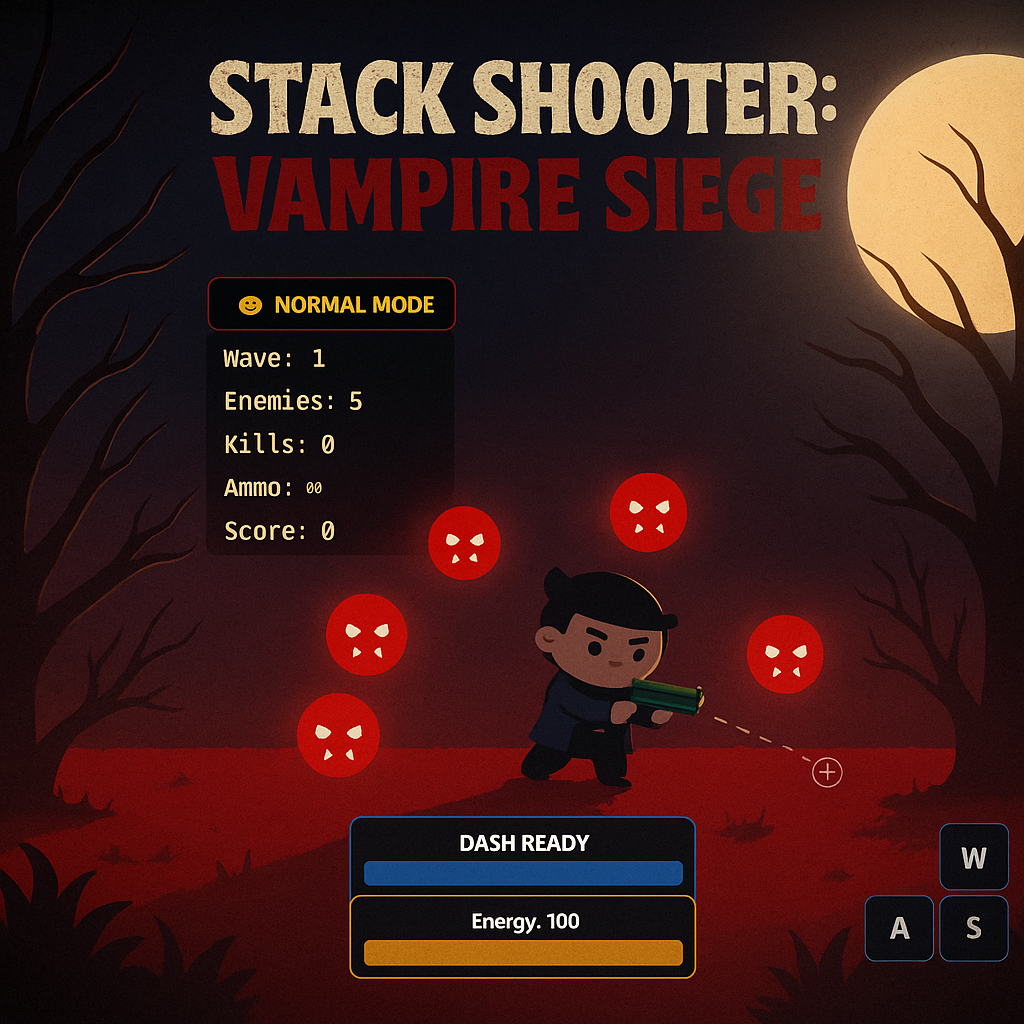 STACK SHOOTER:
VAMPIRE SIEGE
NORMAL MODE
Wave: 1
Enemies: 5
Kills: 0
Ammo: 00
Score: 0
DASH READY
Energy. 100
W
A S